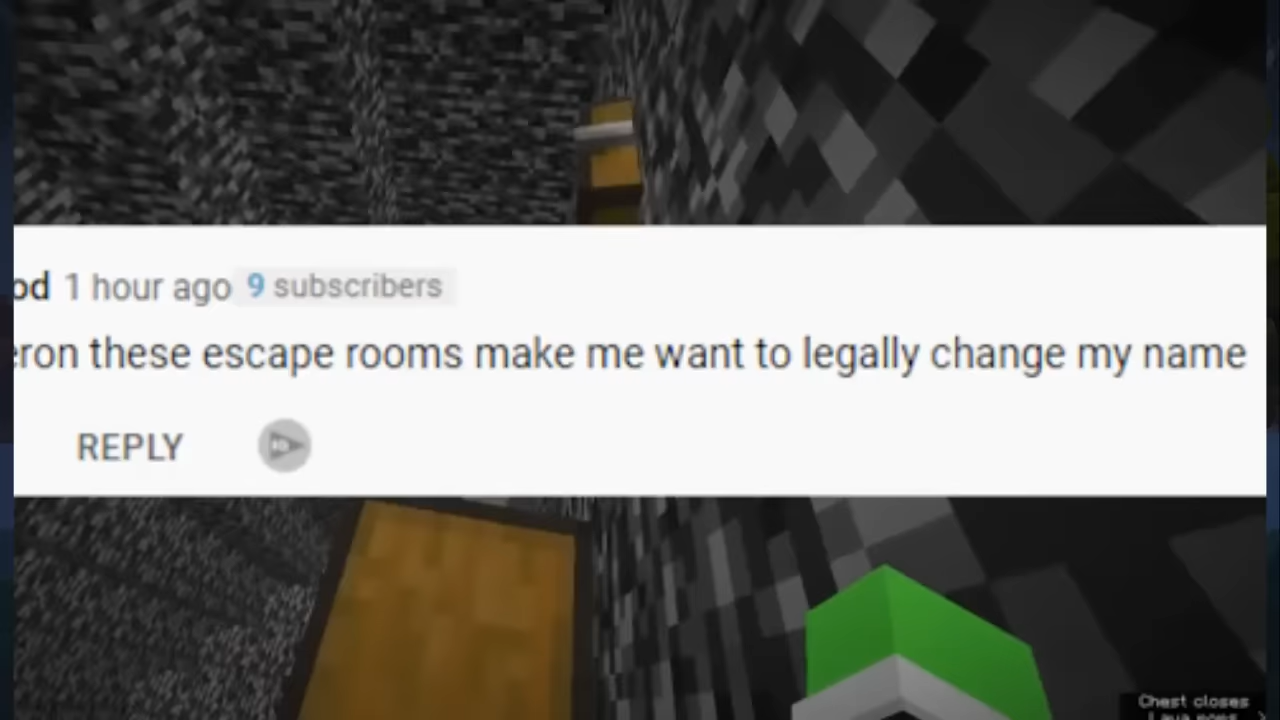 od 1 hour ago 9 subscribers
eron these escape rooms make me want to legally change my name
REPLY
Chest closes